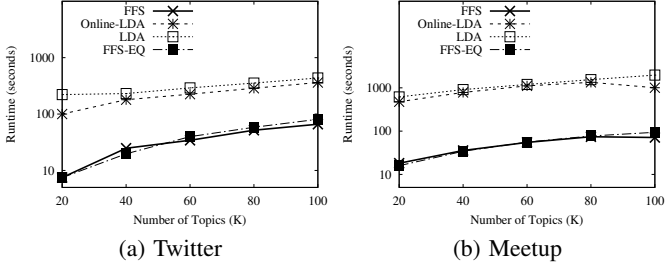 FFS
Online-LDA
LDA
FFS-EQ
Runtime (seconds)
1000
100
10
20 40 60 80 100
Number of Topics (K)
(a) Twitter
FFS
Online-LDA
LDA
FFS-EQ
Runtime (seconds)
1000
100
10
20 40 60 80 100
Number of Topics (K)
(b) Meetup